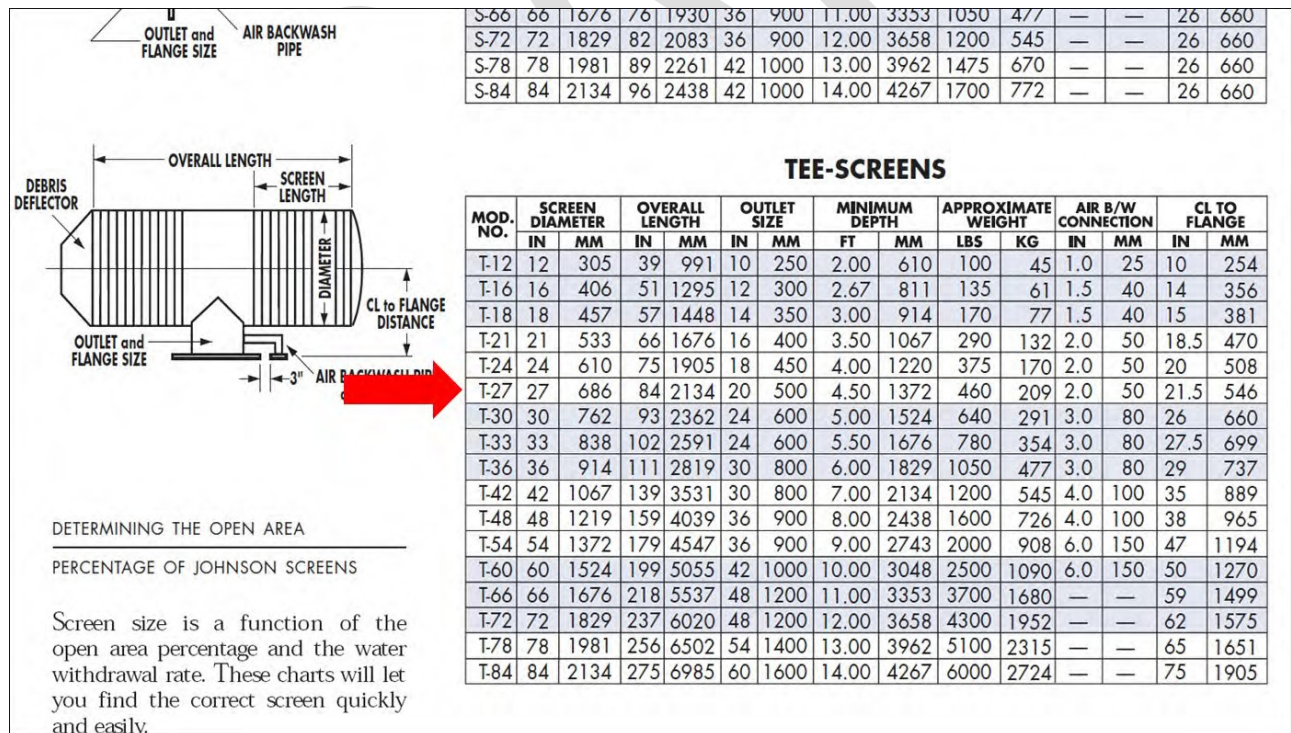 OUTLET and
FLANGE SIZE
AIR BACKWASH
PIPE
S-66 66 1676 76 1930 36 900 11.00 3353 1050 477 — — 26 660
S-72 72 1829 82 2083 36 900 12.00 3658 1200 545 — — 26 660
S-78 78 1981 89 2261 42 1000 13.00 3962 1475 670 — — 26 660
S-84 84 2134 96 2438 42 1000 14.00 4267 1700 772 — — 26 660
OVERALL LENGTH
SCREEN
LENGTH
DEBRIS
DEFLECTOR
DIAMETER
CL to FLANGE
DISTANCE
OUTLET and
FLANGE SIZE
3"
AIR
TEE-SCREENS
MOD. NO. SCREEN DIAMETER OVERALL LENGTH OUTLET SIZE MINIMUM DEPTH APPROXIMATE WEIGHT AIR B/W CONNECTION CL TO FLANGE
IN MM IN MM IN MM FT MM LBS KG IN MM IN MM
T-12 12 305 39 991 10 250 2.00 610 100 45 1.0 25 10 254
T-16 16 406 51 1295 12 300 2.67 811 135 61 1.5 40 14 356
T-18 18 457 57 1448 14 350 3.00 914 170 77 1.5 40 15 381
T-21 21 533 66 1676 16 400 3.50 1067 290 132 2.0 50 18.5 470
T-24 24 610 75 1905 18 450 4.00 1220 375 170 2.0 50 20 508
T-27 27 686 84 2134 20 500 4.50 1372 460 209 2.0 50 21.5 546
T-30 30 762 93 2362 24 600 5.00 1524 640 291 3.0 80 26 660
T-33 33 838 102 2591 24 600 5.50 1676 780 354 3.0 80 27.5 699
T-36 36 914 111 2819 30 800 6.00 1829 1050 477 3.0 80 29 737
T-42 42 1067 139 3531 30 800 7.00 2134 1200 545 4.0 100 35 889
T-48 48 1219 159 4039 36 900 8.00 2438 1600 726 4.0 100 38 965
T-54 54 1372 179 4547 36 900 9.00 2743 2000 908 6.0 150 47 1194
T-60 60 1524 199 5055 42 1000 10.00 3048 2500 1090 6.0 150 50 1270
T-66 66 1676 218 5537 48 1200 11.00 3353 3700 1680 — — 59 1499
T-72 72 1829 237 6020 48 1200 12.00 3658 4300 1952 — — 62 1575
T-78 78 1981 256 6502 54 1400 13.00 3962 5100 2315 — — 65 1651
T-84 84 2134 275 6985 60 1600 14.00 4267 6000 2724 — — 75 1905
DETERMINING THE OPEN AREA
PERCENTAGE OF JOHNSON SCREENS
Screen size is a function of the
open area percentage and the water
withdrawal rate. These charts will let
you find the correct screen quickly
and easily.